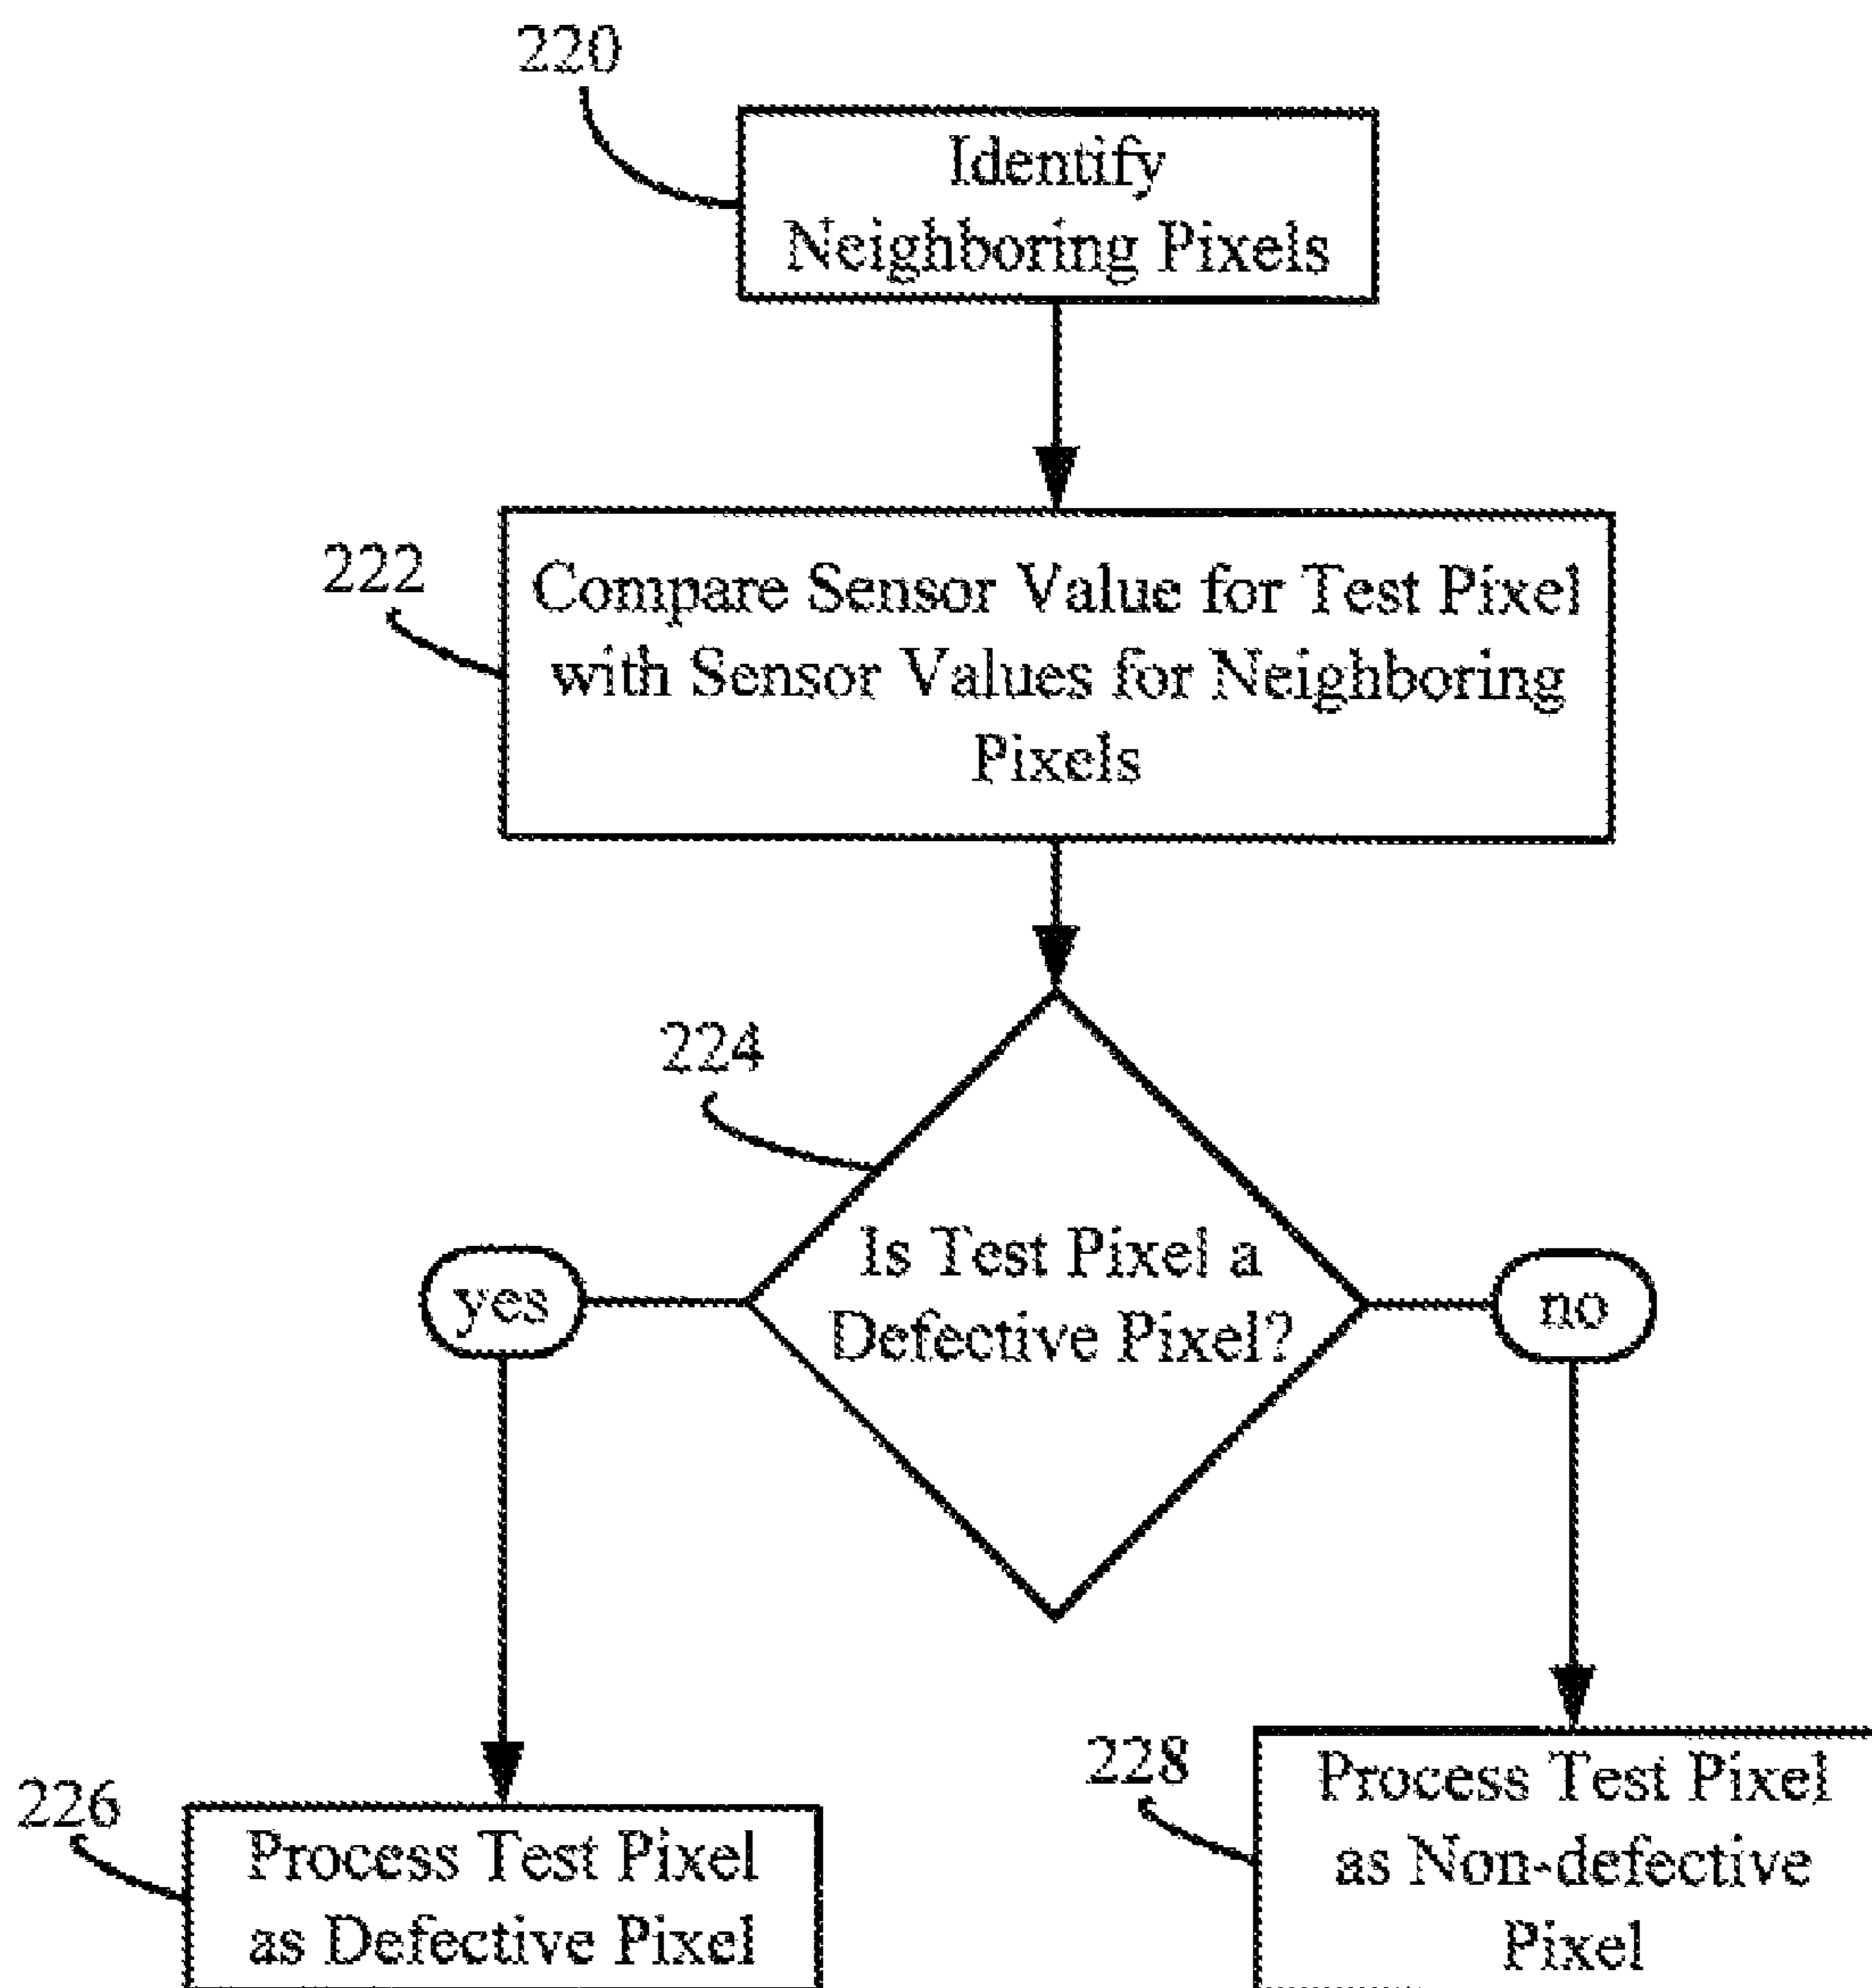 220
Identify
Neighboring Pixels
222
Compare Sensor Value for Test Pixel
with Sensor Values for Neighboring
Pixels
224
Is Test Pixel a
Defective Pixel?
yes
no
226
Process Test Pixel
as Defective Pixel
228
Process Test Pixel
as Non-defective
Pixel